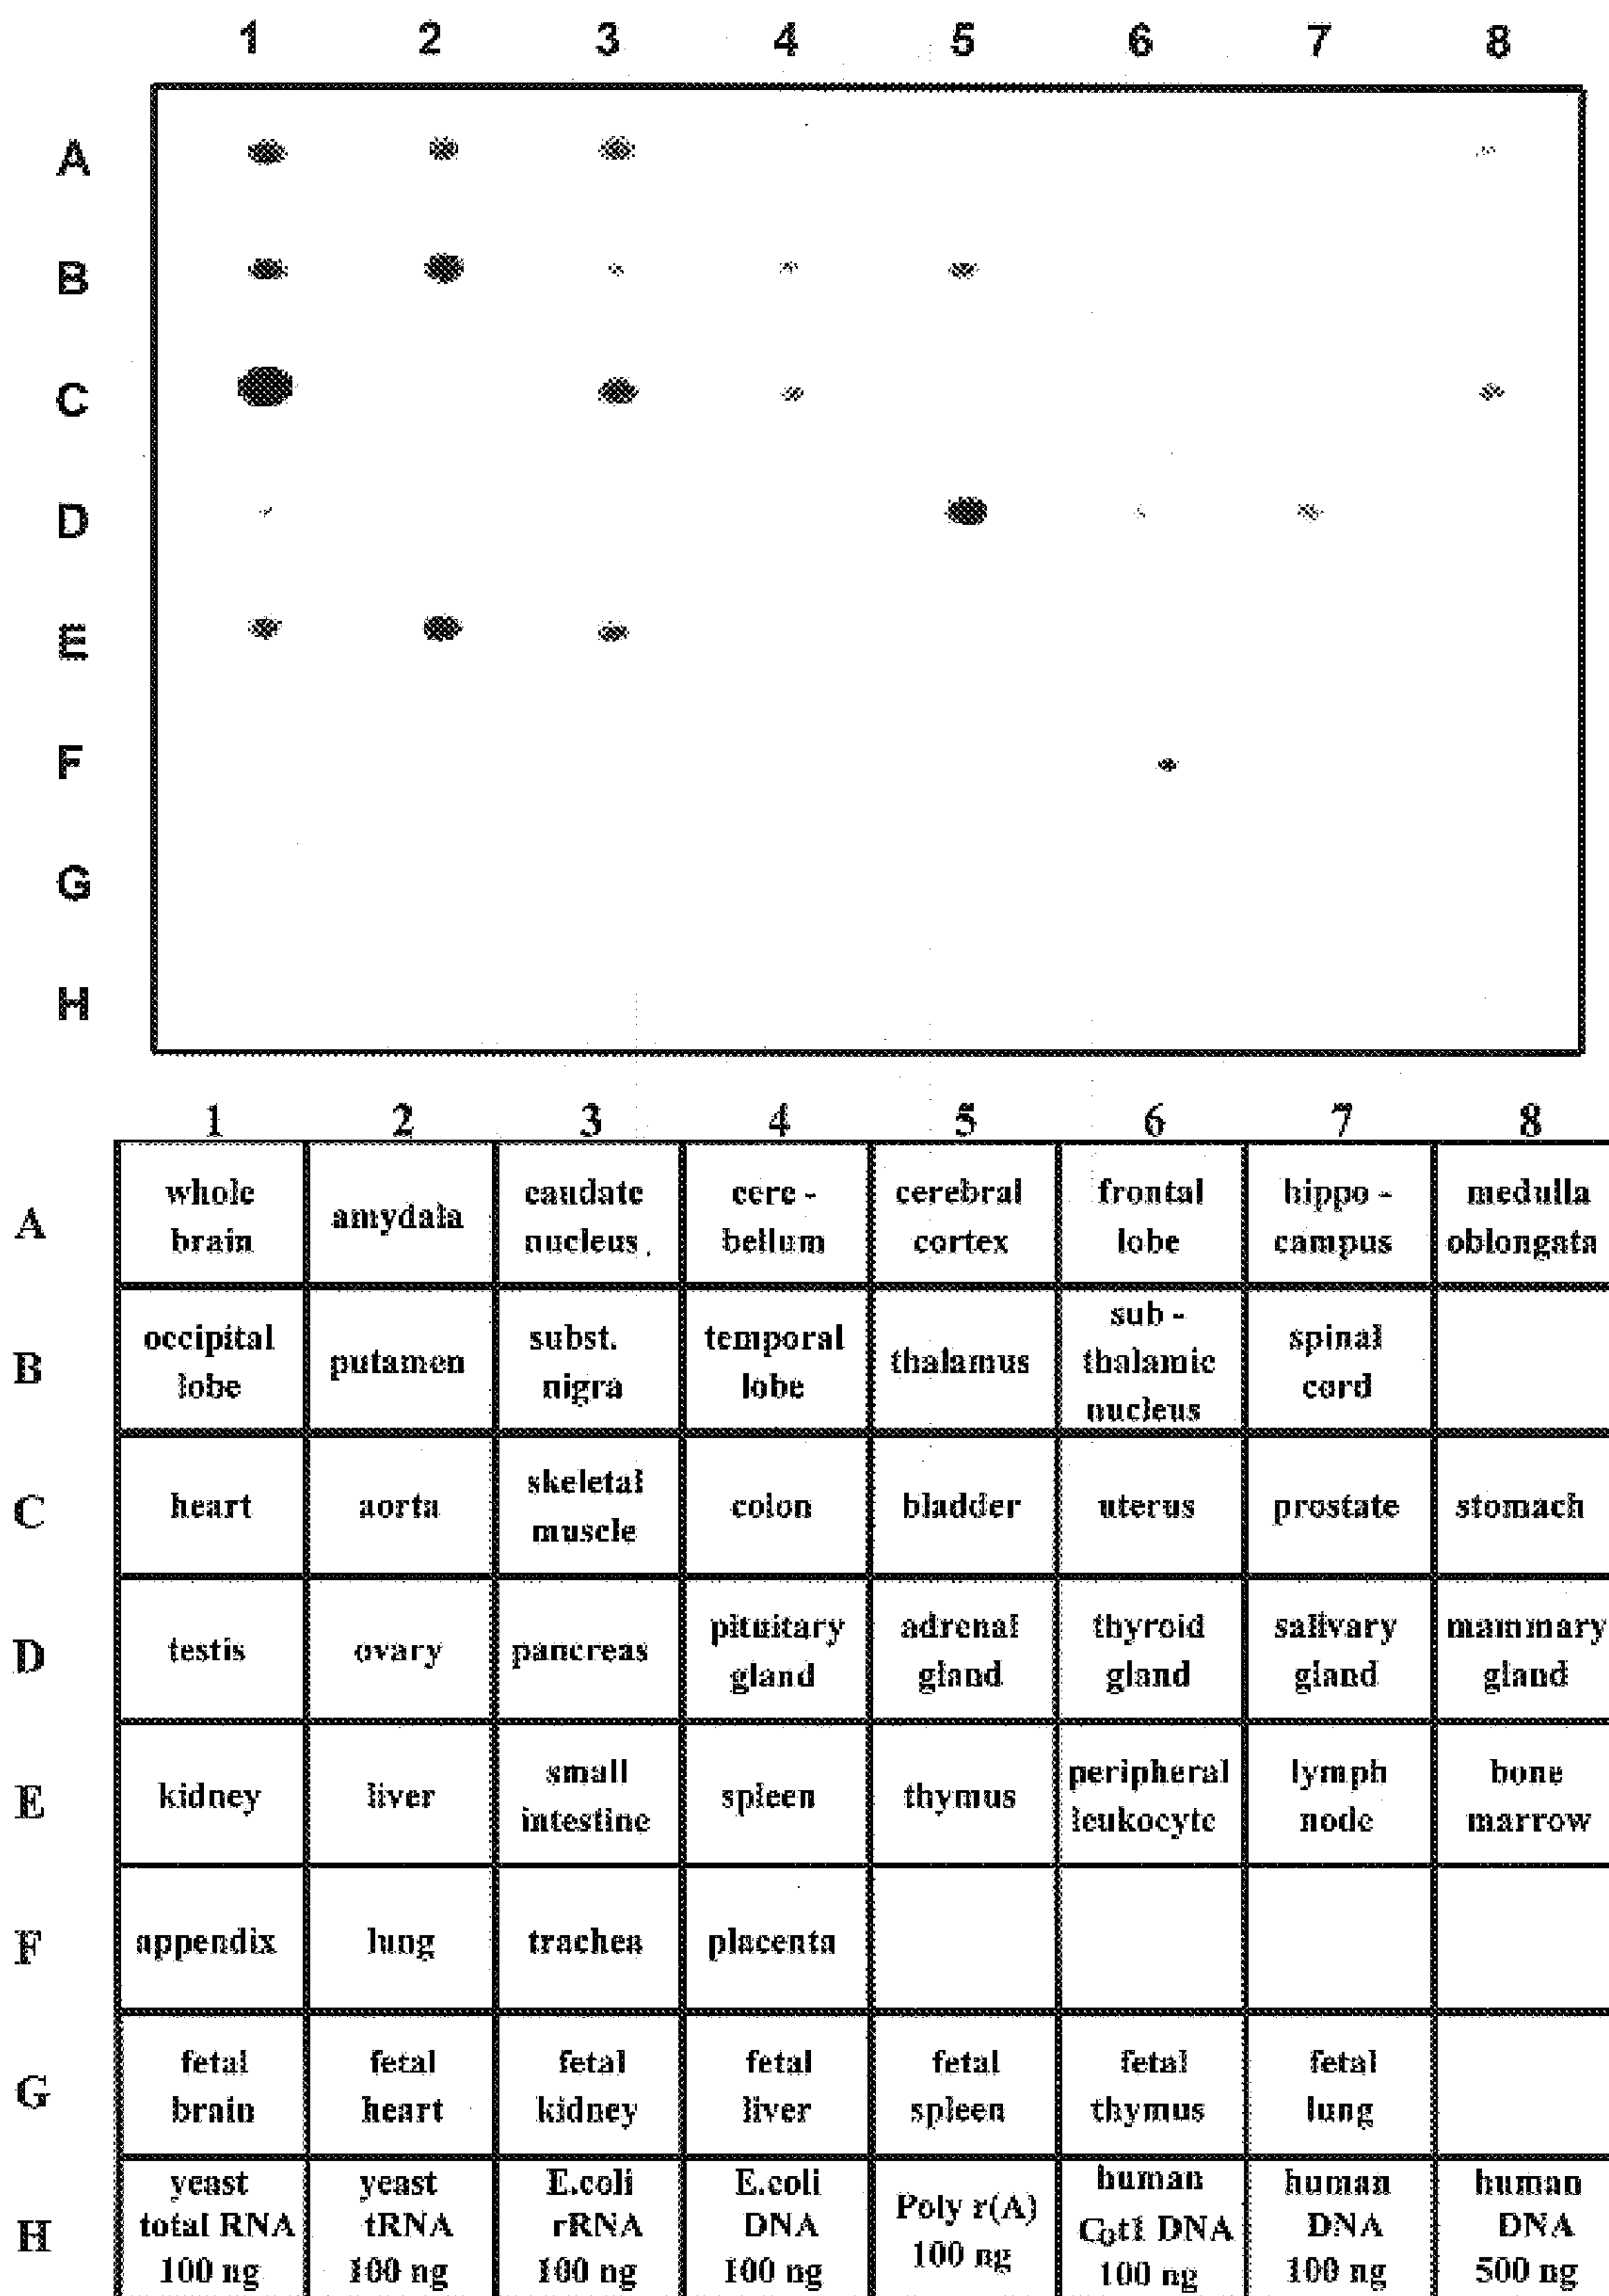 1 2 3 4 5 6 7 8
A
B
C
D
E
F
G
H
1 2 3 4 5 6 7 8
A
whole
brain
amydala
caudate
nucleus
cere -
bellum
cerebral
cortex
frontal
lobe
hippo -
campus
medulla
oblongata
B
occipital
lobe
putamen
subst.
nigra
temporal
lobe
thalamus
sub -
thalamic
nucleus
spinal
cord
C
heart
aorta
skeletal
muscle
colon
bladder
uterus
prostate
stomach
D
testis
ovary
pancreas
pituitary
gland
adrenal
gland
thyroid
gland
salivary
gland
mammary
gland
E
kidney
liver
small
intestine
spleen
thymus
peripheral
leukocyte
lymph
node
bone
marrow
F
appendix
lung
trachea
placenta
G
fetal
brain
fetal
heart
fetal
kidney
fetal
liver
fetal
spleen
fetal
thymus
fetal
lung
H
yeast
total RNA
100 ng
yeast
tRNA
100 ng
E.coli
rRNA
100 ng
E.coli
DNA
100 ng
Poly r(A)
100 ng
human
C₀t1 DNA
100 ng
human
DNA
100 ng
human
DNA
500 ng